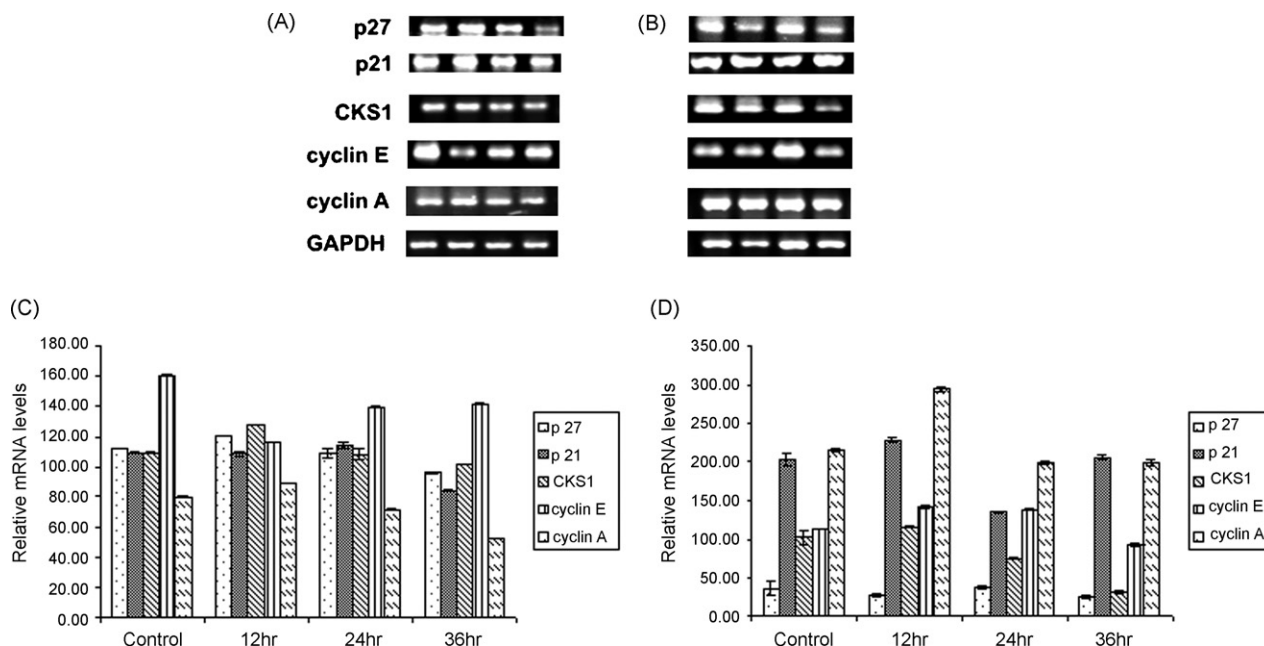 (A)
(B)
p27
p21
CKS1
cyclin E
cyclin A
GAPDH
(C)
180.00
160.00
140.00
120.00
100.00
80.00
60.00
40.00
20.00
0.00
Relative mRNA levels
Control 12hr 24hr 36hr
p 27
p 21
CKS1
cyclin E
cyclin A
(D)
350.00
300.00
250.00
200.00
150.00
100.00
50.00
0.00
Relative mRNA levels
Control 12hr 24hr 36hr
p 27
p 21
CKS1
cyclin E
cyclin A